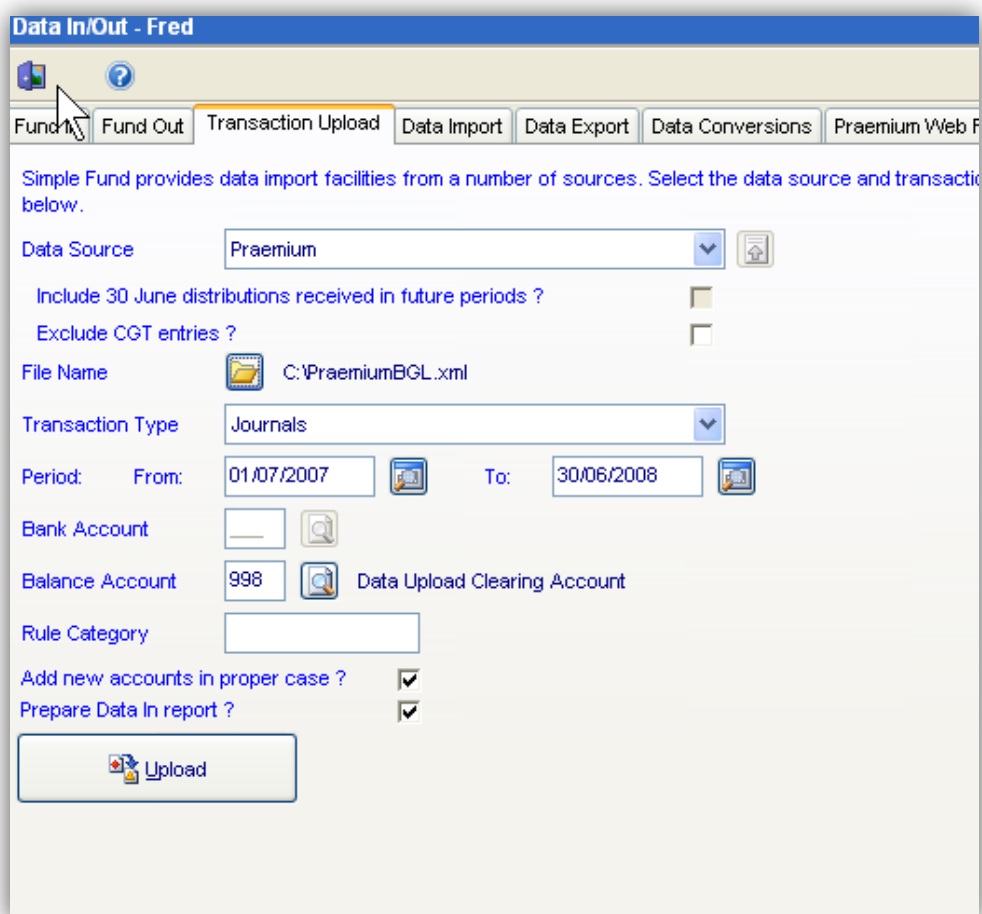 Data In/Out - Fred
Fund Fund Out Transaction Upload Data Import Data Export Data Conversions Praemium Web
Simple Fund provides data import facilities from a number of sources. Select the data source and
below.
Data Source Praemium
Include 30 June distributions received in future periods ?
Exclude CGT entries ?
File Name C:\PraemiumBGL.xml
Transaction Type Journals
Period: From: 01/07/2007 To: 30/06/2008
Bank Account
Balance Account 998 Data Upload Clearing Account
Rule Category
Add new accounts in proper case ?
Prepare Data In report ?
Upload